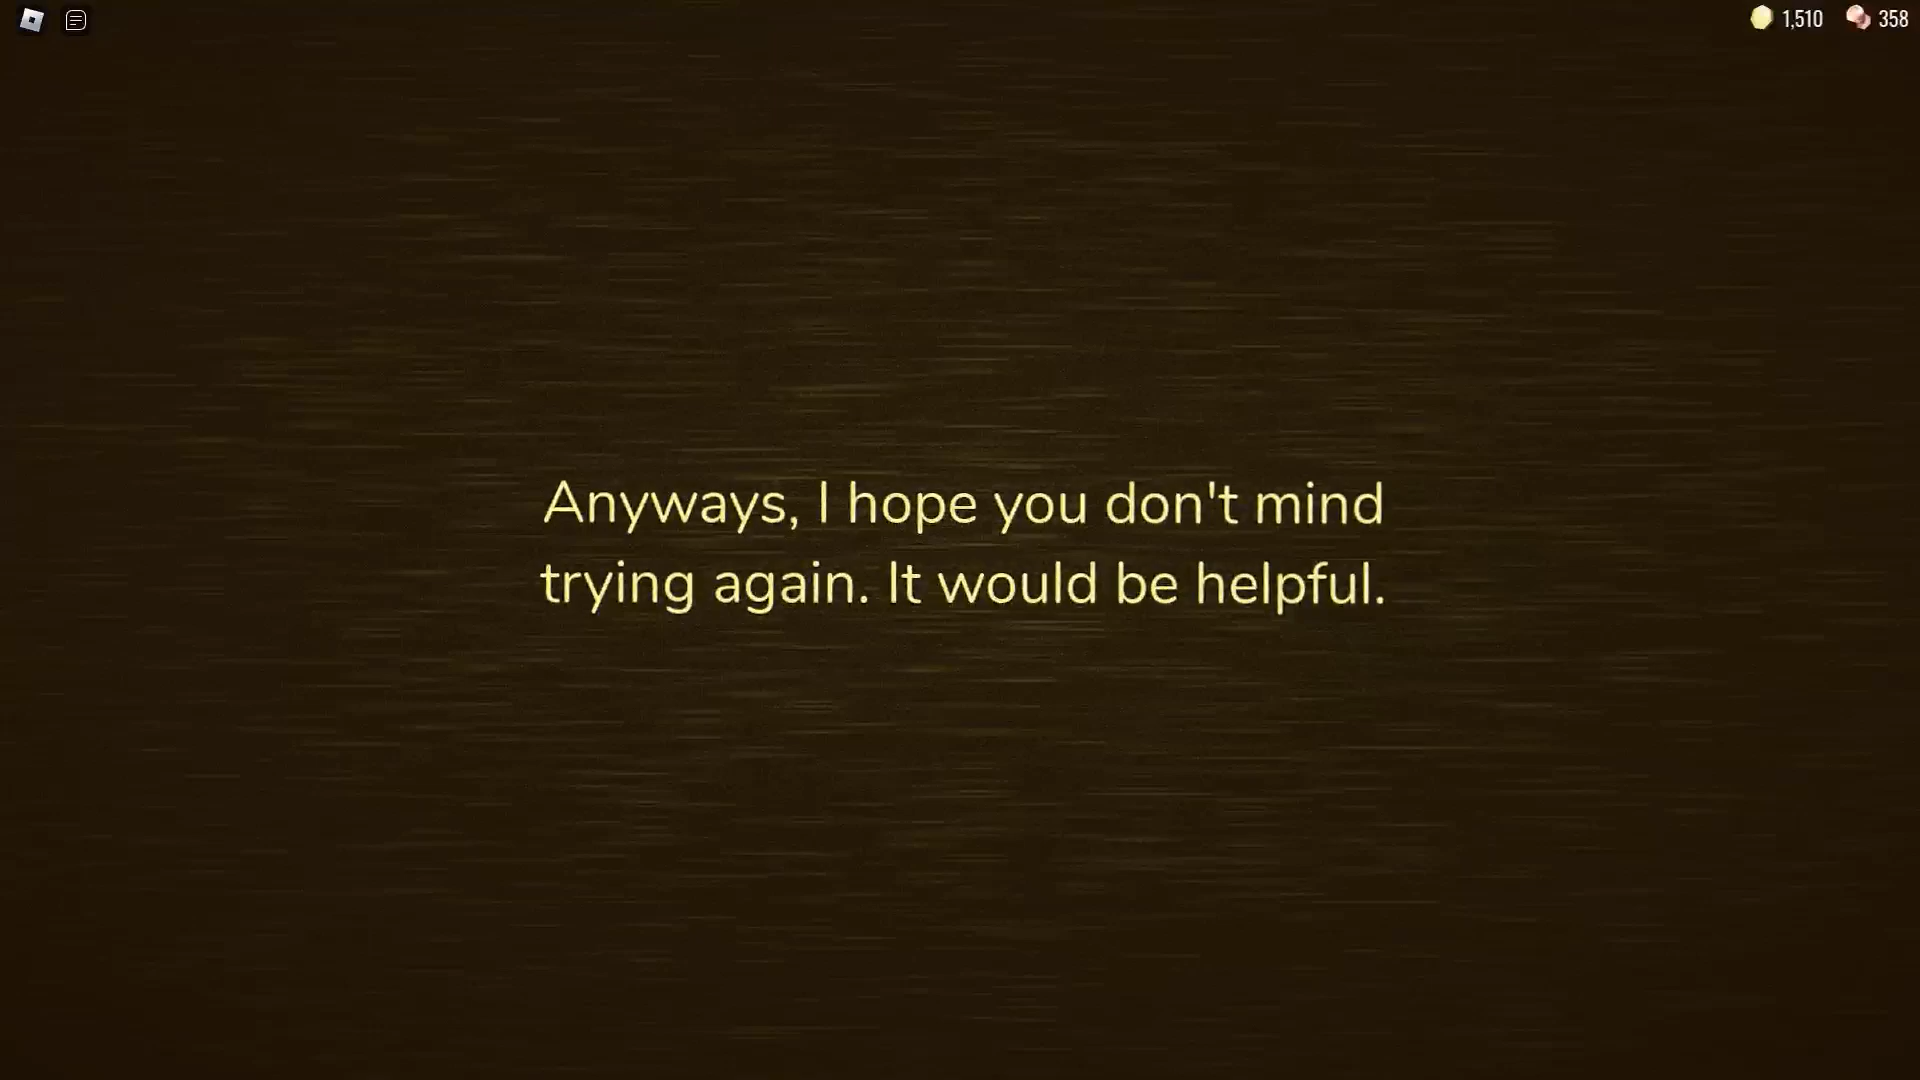 1,510 358
Anyways, I hope you don't mind
trying again. It would be helpful.